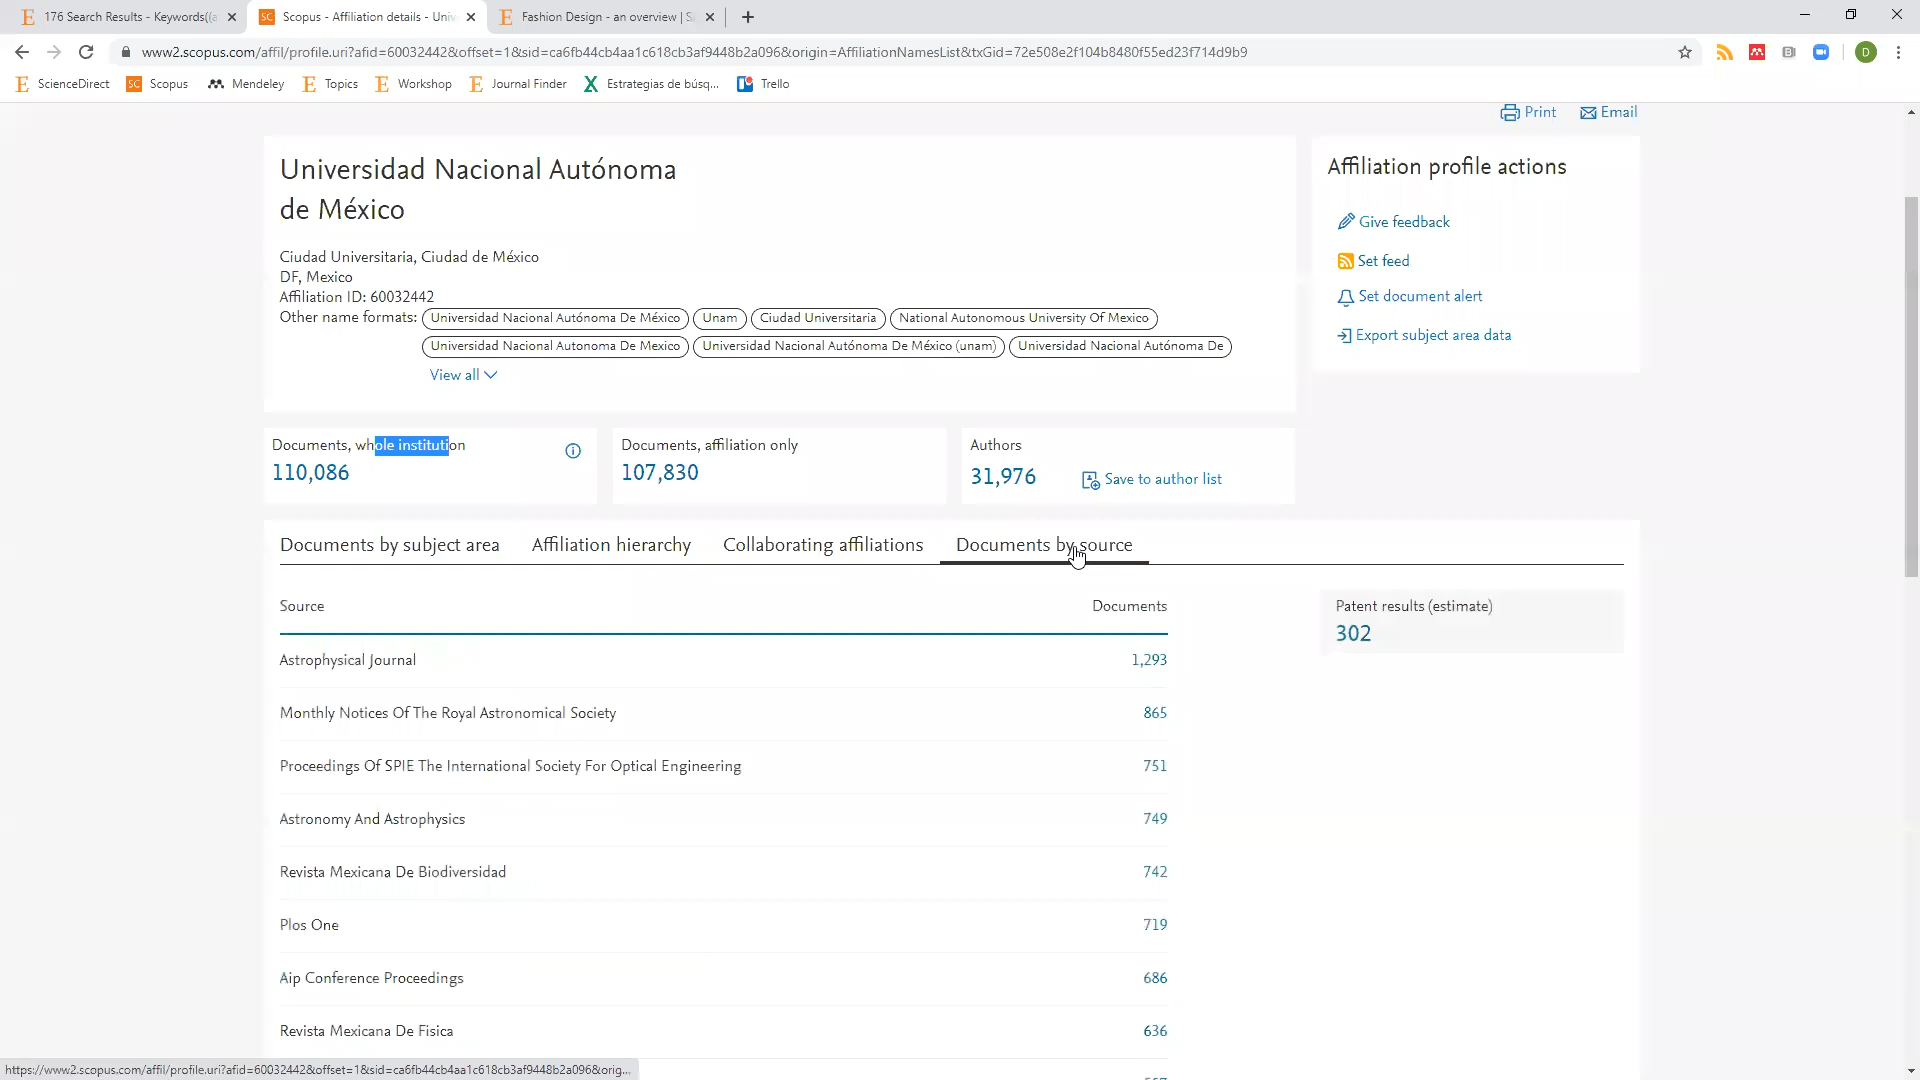 176 Search Results - Keywords((a
Scopus - Affiliation details - Univ
Fashion Design - an overview | S
www2.scopus.com/affil/profile.uri?afid=60032442&offset=1&sid=ca6fb44cb4aa1c618cb3af9448b2a096&origin=AffiliationNamesList&txGid=72e508e2f104b8480f55ed23f714d9b9
D
ScienceDirect
Scopus
Mendeley
Topics
Workshop
Journal Finder
Estrategias de búsq...
Trello
Print
Email
Universidad Nacional Autónoma
de México
Ciudad Universitaria, Ciudad de México
DF, Mexico
Affiliation ID: 60032442
Other name formats:
Universidad Nacional Autónoma De México
Unam
Ciudad Universitaria
National Autonomous University Of Mexico
Universidad Nacional Autonoma De Mexico
Universidad Nacional Autónoma De México (unam)
Universidad Nacional Autónoma De
View all
Affiliation profile actions
Give feedback
Set feed
Set document alert
Export subject area data
Documents, whole institution
110,086
Documents, affiliation only
107,830
Authors
31,976
Save to author list
Documents by subject area
Affiliation hierarchy
Collaborating affiliations
Documents by source
Source Documents
Astrophysical Journal 1,293
Monthly Notices Of The Royal Astronomical Society 865
Proceedings Of SPIE The International Society For Optical Engineering 751
Astronomy And Astrophysics 749
Revista Mexicana De Biodiversidad 742
Plos One 719
Aip Conference Proceedings 686
Revista Mexicana De Fisica 636
Patent results (estimate)
302
https://www2.scopus.com/affil/profile.uri?afid=60032442&offset=1&sid=ca6fb44cb4aa1c618cb3af9448b2a096&orig...